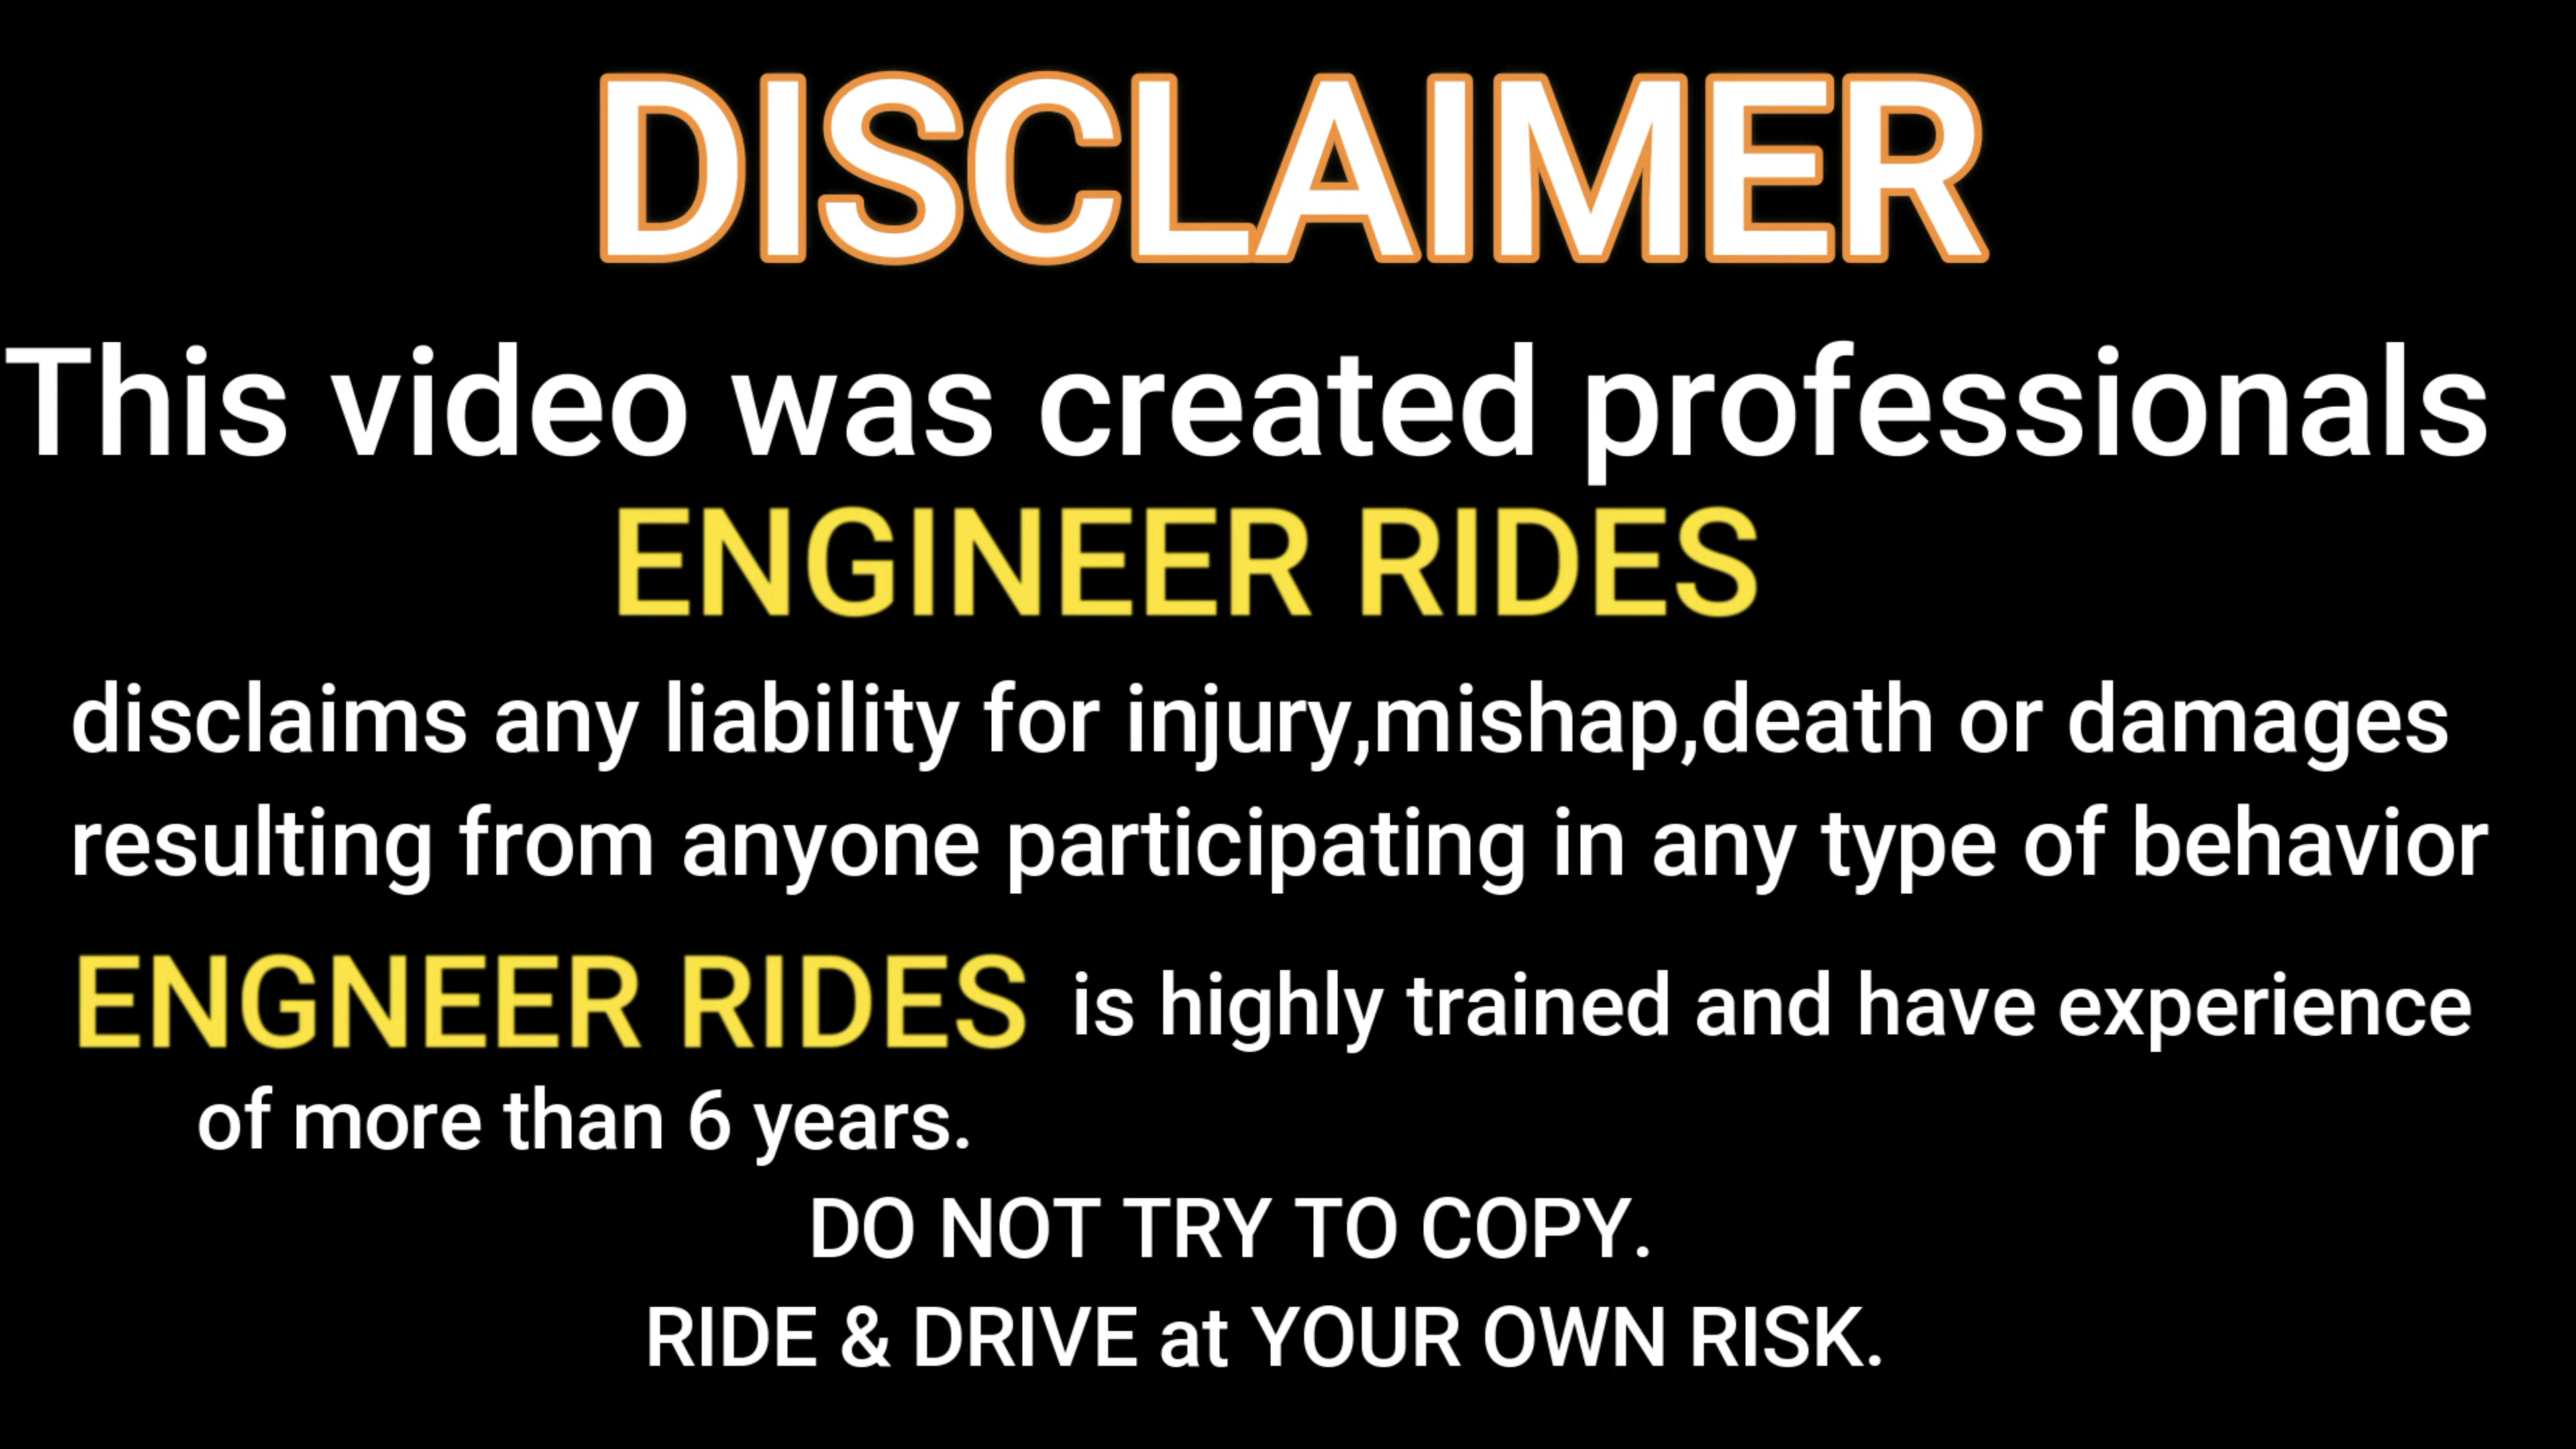 DISCLAIMER
This video was created professionals
ENGINEER RIDES
disclaims any liability for injury,mishap,death or damages
resulting from anyone participating in any type of behavior
ENGNEER RIDES is highly trained and have experience
of more than 6 years.
DO NOT TRY TO COPY.
RIDE & DRIVE at YOUR OWN RISK.